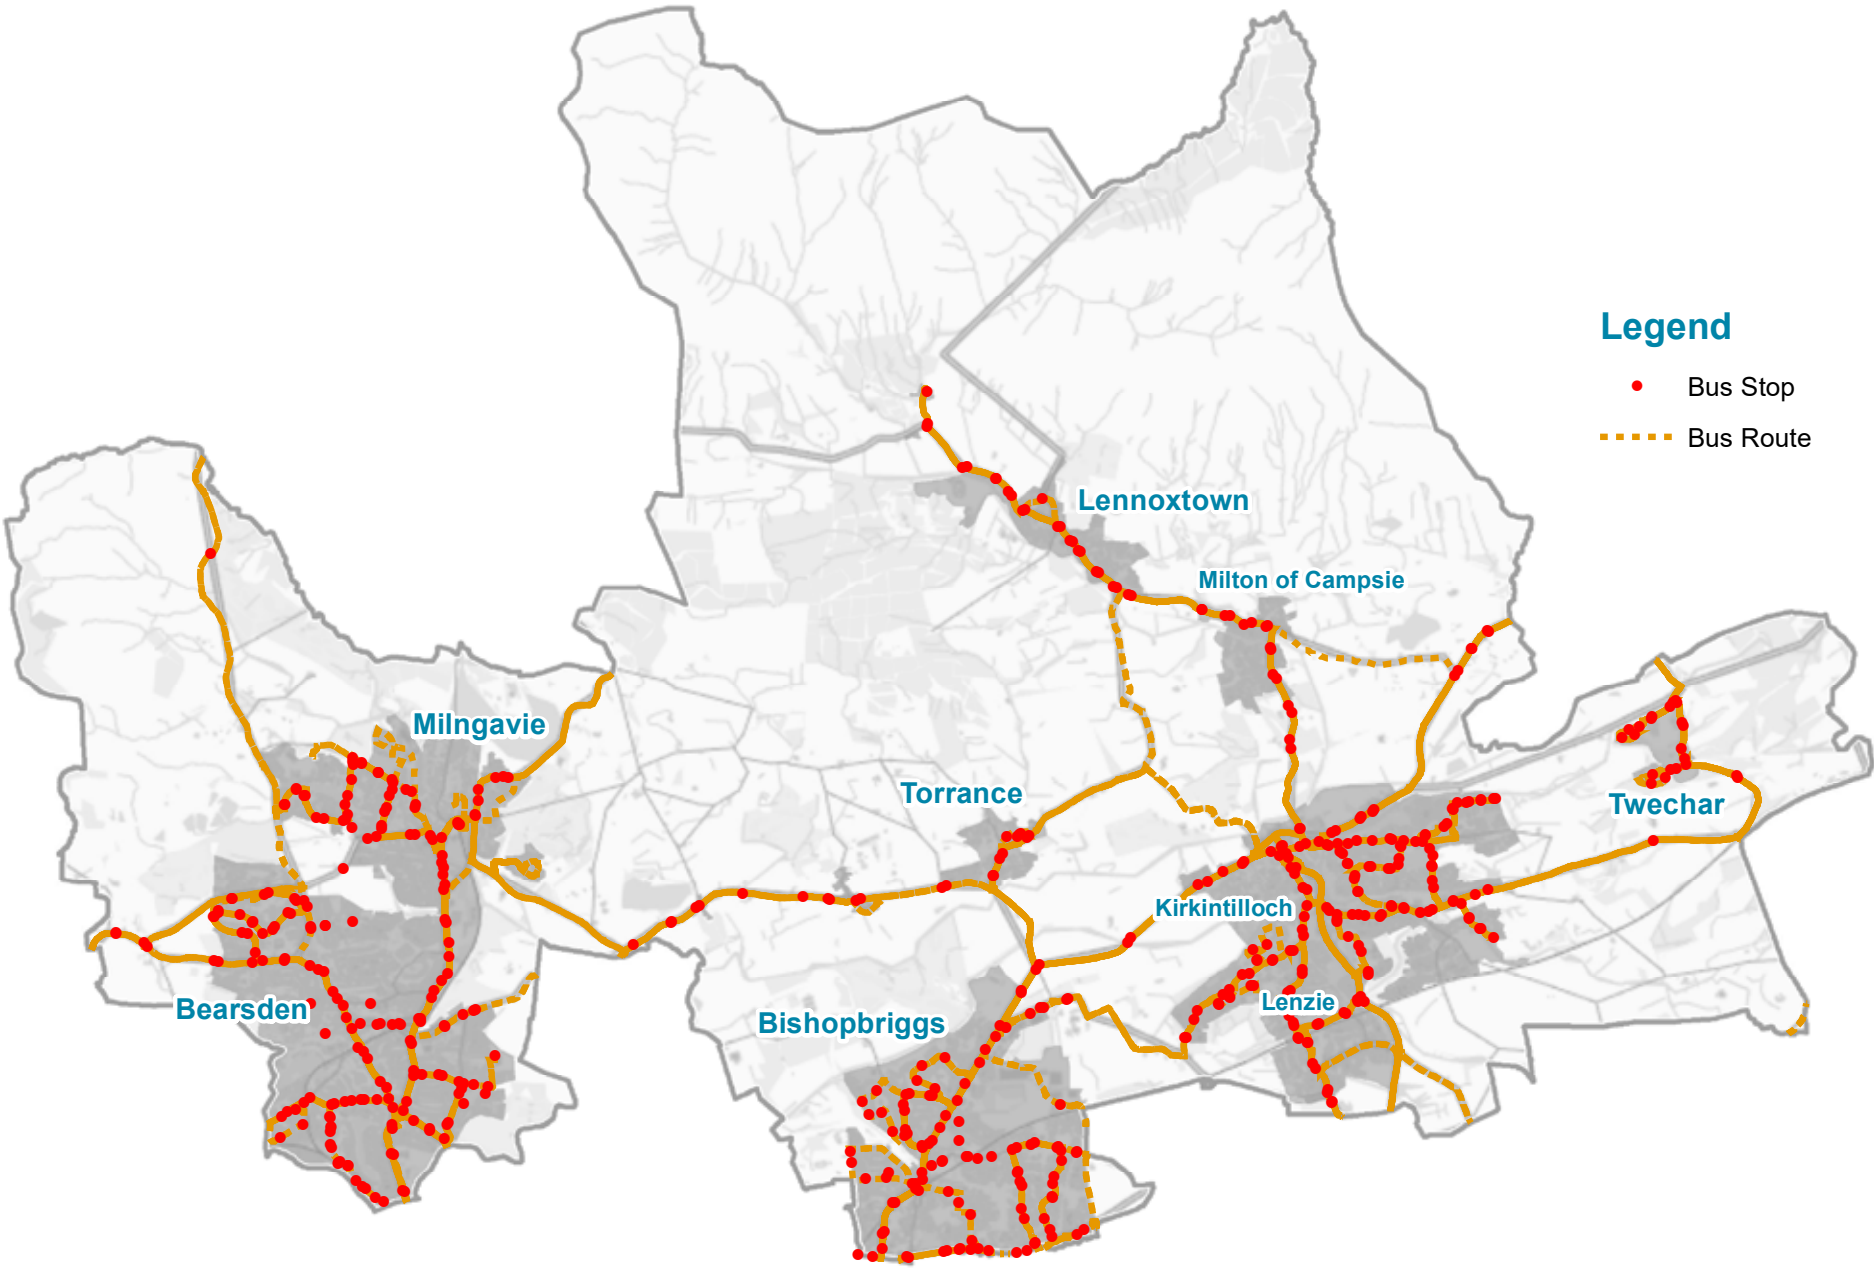 Legend
Bus Stop
Bus Route
Lennoxtown
Milton of Campsie
Milngavie
Torrance
Twechar
Kirkintilloch
Bearsden
Lenzie
Bishopbriggs